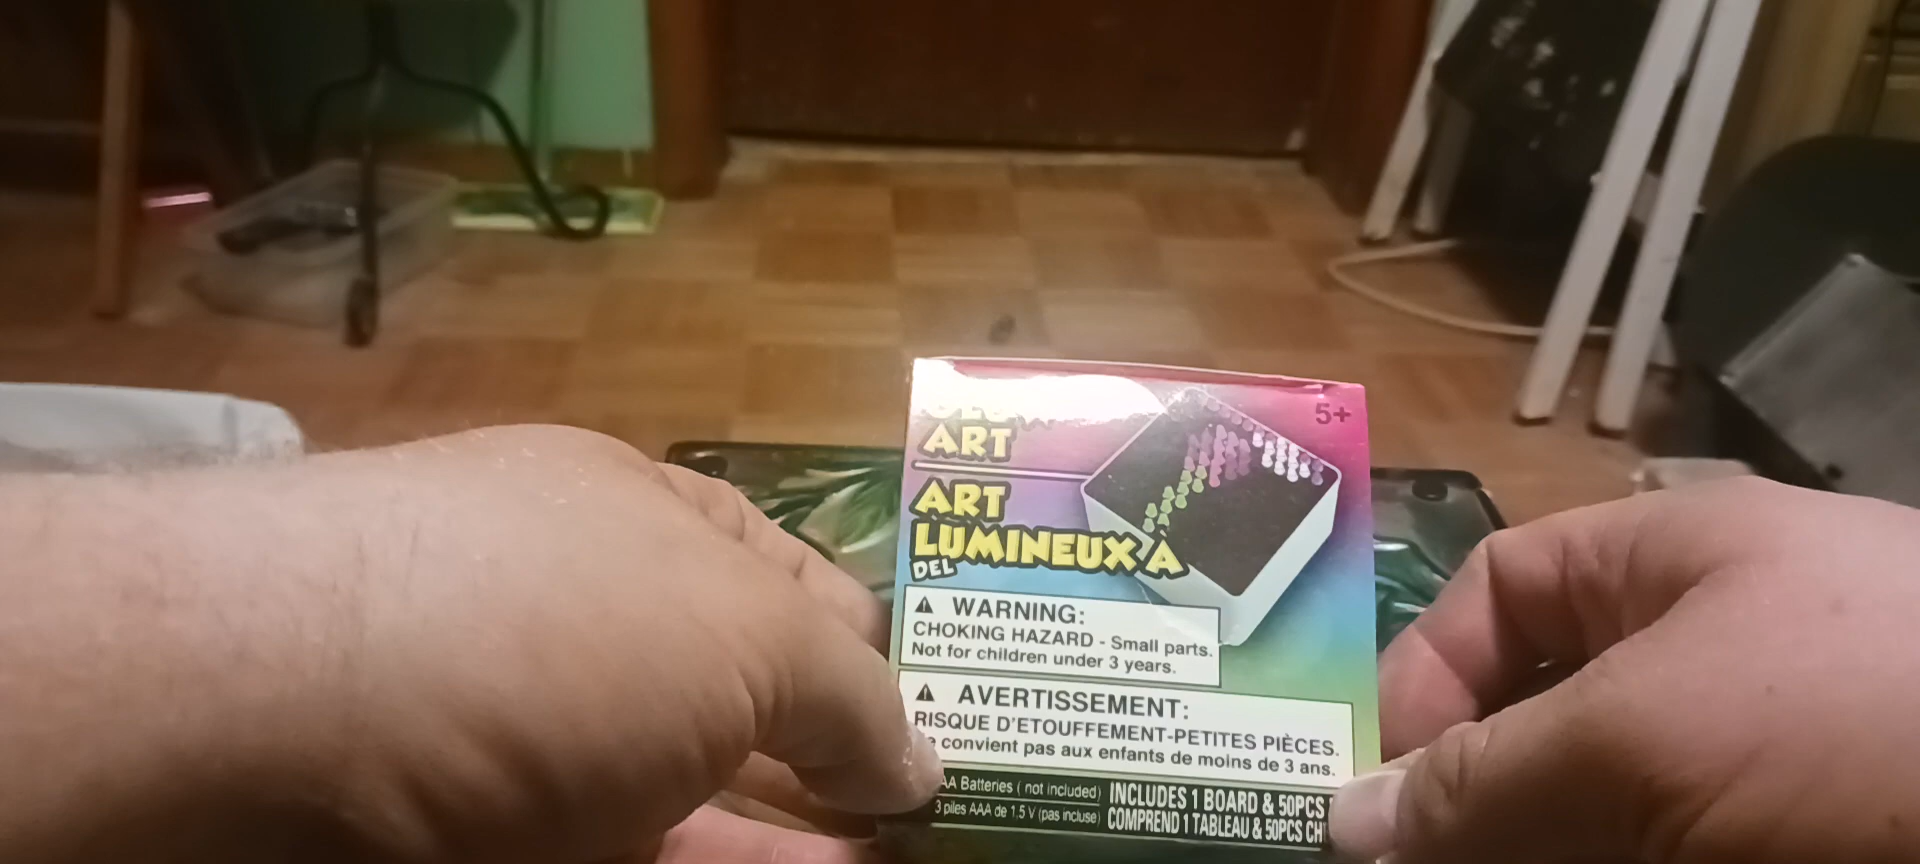 5+
ART
ART
LUMINEUX À
DEL
WARNING:
CHOKING HAZARD - Small parts.
Not for children under 3 years.
AVERTISSEMENT:
RISQUE D'ETOUFFEMENT-PETITES PIÈCES.
convient pas aux enfants de moins de 3 ans.
Batteries ( not included)
3 piles AAA de 1.5 V (pas incluse)
INCLUDES 1 BOARD & 50PCS
COMPREND 1 TABLEAU & 50PCS